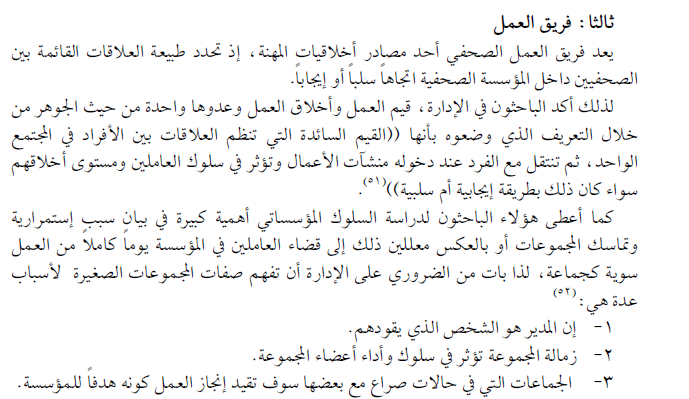 ثالثا: فريق العمل
يعد فريق العمل الصحفي أحد مصادر أخلاقيات المهنة، إذ تحدد طبيعة العلاقات القائمة بين
الصحفيين داخل المؤسسة الصحفية اتجاهاً سلباً أو إيجاباً.
لذلك أكد الباحثون في الإدارة، قيم العمل وأخلاق العمل وعدوها واحدة من حيث الجوهر من
خلال التعريف الذي وضعوه بأنها ((القيم السائدة التي تنظم العلاقات بين الأفراد في المجتمع
الواحد، ثم تنتقل مع الفرد عند دخوله منشآت الأعمال وتؤثر في سلوك العاملين ومستوى أخلاقهم
سواء كان ذلك بطريقة إيجابية أم سلبية))(٥١).
كما أعطى هؤلاء الباحثون لدراسة السلوك المؤسساتي أهمية كبيرة في بيان سبب إستمرارية
وتماسك المجموعات أو بالعكس معللين ذلك إلى قضاء العاملين في المؤسسة يوماً كاملاً من العمل
سوية كجماعة، لذا بات من الضروري على الإدارة أن تفهم صفات المجموعات الصغيرة لأسباب
عدة هي:(٥٢)
١- إن المدير هو الشخص الذي يقودهم.
٢- زمالة المجموعة تؤثر في سلوك وأداء أعضاء المجموعة.
٣- الجماعات التي في حالات صراع مع بعضها سوف تقيد إنجاز العمل كونه هدفاً للمؤسسة.